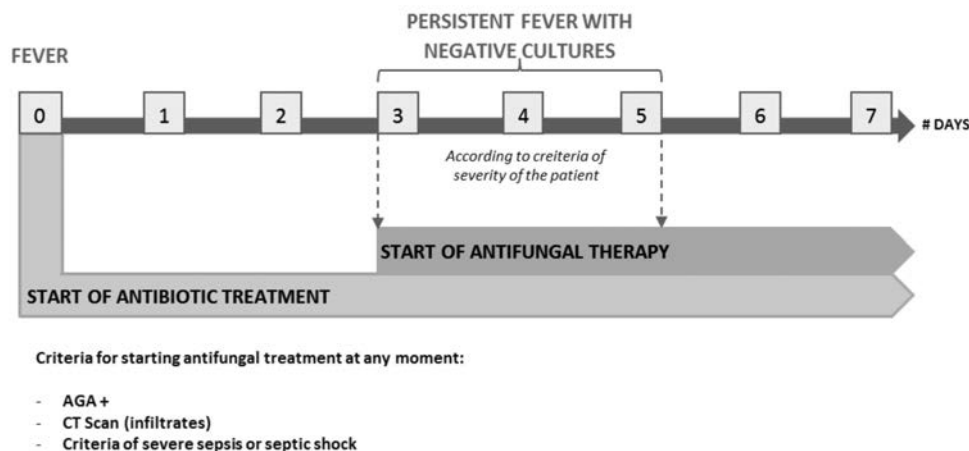 PERSISTENT FEVER WITH
NEGATIVE CULTURES
FEVER
0 1 2 3 4 5 6 7 # DAYS
According to creiteria of
severity of the patient
START OF ANTIFUNGAL THERAPY
START OF ANTIBIOTIC TREATMENT
Criteria for starting antifungal treatment at any moment:
- AGA +
- CT Scan (infiltrates)
- Criteria of severe sepsis or septic shock